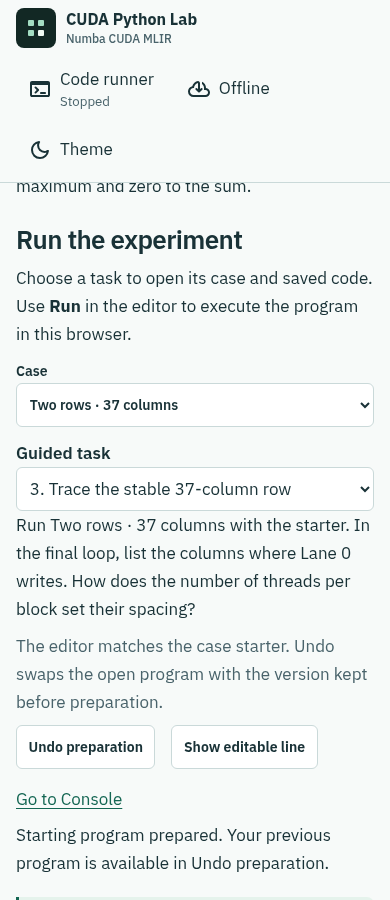 CUDA Python Lab
Numba CUDA MLIR
Code runner
Stopped
Offline
Theme
maximum and zero to the sum.
Run the experiment
Choose a task to open its case and saved code.
Use Run in the editor to execute the program
in this browser.
Case
Two rows · 37 columns
Guided task
3. Trace the stable 37-column row
Run Two rows · 37 columns with the starter. In
the final loop, list the columns where Lane 0
writes. How does the number of threads per
block set their spacing?
The editor matches the case starter. Undo
swaps the open program with the version kept
before preparation.
Undo preparation
Show editable line
Go to Console
Starting program prepared. Your previous
program is available in Undo preparation.